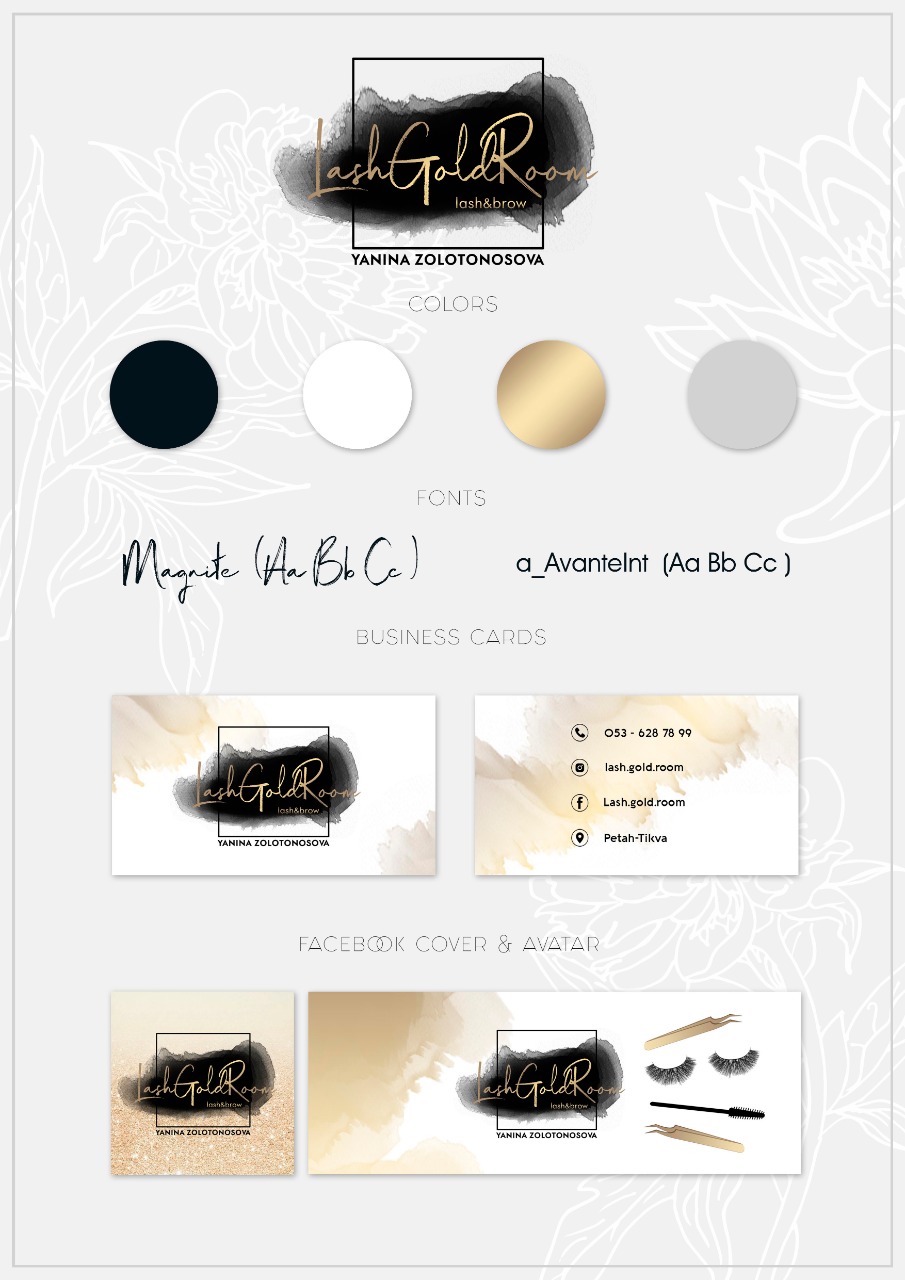 LashGoldRoom
lash&brow
YANINA ZOLOTONOSOVA
COLORS
FONTS
Magnite (Aa Bb Cc)
a_AvanteInt (Aa Bb Cc )
BUSINESS CARDS
LashGoldRoom
lash&brow
YANINA ZOLOTONOSOVA
053 - 628 78 99
lash.gold.room
Lash.gold.room
Petah-Tikva
FACEBOOK COVER & AVATAR
LashGoldRoom
lash&brow
YANINA ZOLOTONOSOVA
LashGoldRoom
lash&brow
YANINA ZOLOTONOSOVA